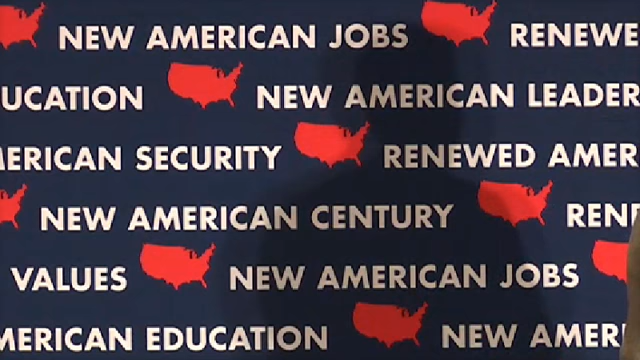 NEW AMERICAN JOBS RENEWE
UCATION NEW AMERICAN LEADER
ERICAN SECURITY RENEWED AMER
NEW AMERICAN CENTURY RENE
VALUES NEW AMERICAN JOBS
MERICAN EDUCATION NEW AMER